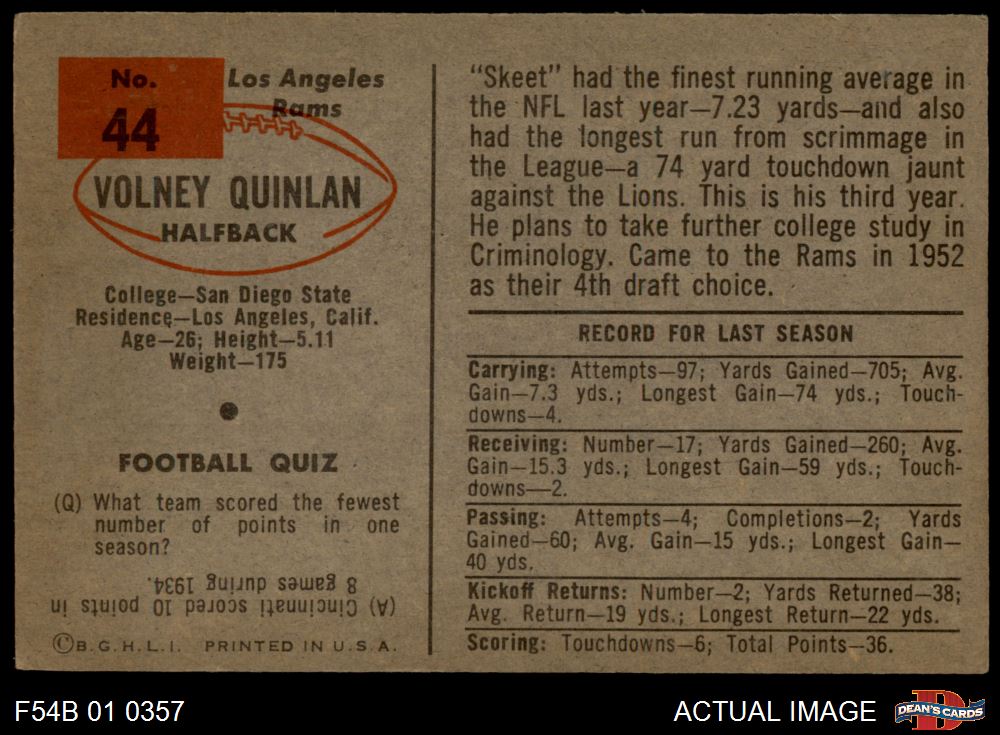 No.
44
Los Angeles
Rams
VOLNEY QUINLAN
HALFBACK
College—San Diego State
Residence—Los Angeles, Calif.
Age—26; Height—5.11
Weight—175
FOOTBALL QUIZ
(Q) What team scored the fewest
number of points in one
season?
(A) Cincinnati scored 10 points in
8 games during 1934.
©B.G.H.L.I. PRINTED IN U.S.A.
"Skeet" had the finest running average in
the NFL last year—7.23 yards—and also
had the longest run from scrimmage in
the League—a 74 yard touchdown jaunt
against the Lions. This is his third year.
He plans to take further college study in
Criminology. Came to the Rams in 1952
as their 4th draft choice.
RECORD FOR LAST SEASON
Carrying: Attempts—97; Yards Gained—705; Avg.
Gain—7.3 yds.; Longest Gain—74 yds.; Touch-
downs—4.
Receiving: Number—17; Yards Gained—260; Avg.
Gain—15.3 yds.; Longest Gain—59 yds.; Touch-
downs—2.
Passing: Attempts—4; Completions—2; Yards
Gained—60; Avg. Gain—15 yds.; Longest Gain—
40 yds.
Kickoff Returns: Number—2; Yards Returned—38;
Avg. Return—19 yds.; Longest Return—22 yds.
Scoring: Touchdowns—6; Total Points—36.
F54B 01 0357
ACTUAL IMAGE
DEAN'S CARDS